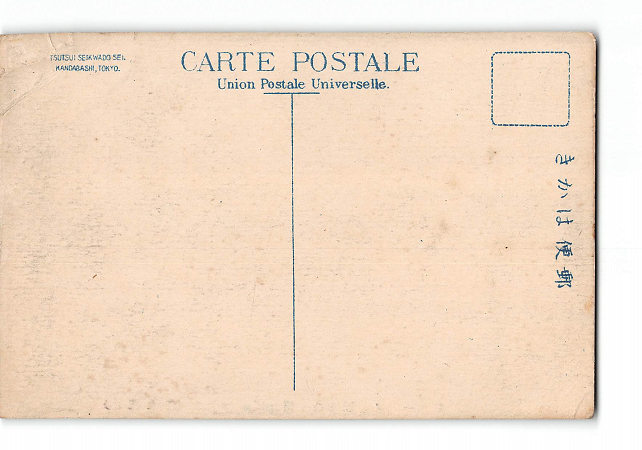 TSUTSUI SEIKWADO SEI.
KANDABASHI, TOKYO.
CARTE POSTALE
Union Postale Universelle.
郵便はかき